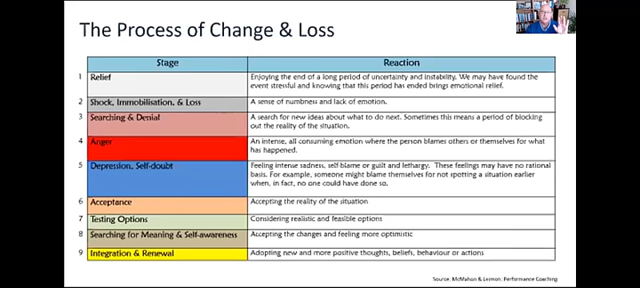 The Process of Change & Loss
Stage Reaction
1 Relief Enjoying the end of a long period of uncertainty and instability. We may have found the
event stressful and knowing that this period has ended brings emotional relief.
2 Shock, Immobilisation, & Loss A sense of numbness and lack of emotion.
3 Searching & Denial A search for new ideas about what to do next. Sometimes this means a period of blocking
out the reality of the situation.
4 Anger An intense, all consuming emotion where the person blames others or themselves for what
has happened.
5 Depression, Self-doubt Feeling intense sadness, self-blame or guilt and lethargy. These feelings may have no rational
basis. For example, someone might blame themselves for not spotting a situation earlier
when, in fact, no one could have done so.
6 Acceptance Accepting the reality of the situation
7 Testing Options Considering realistic and feasible options
8 Searching for Meaning & Self-awareness Accepting the changes and feeling more optimistic
9 Integration & Renewal Adopting new and more positive thoughts, beliefs, behaviour or actions
Source: McMahon & Leimon: Performance Coaching